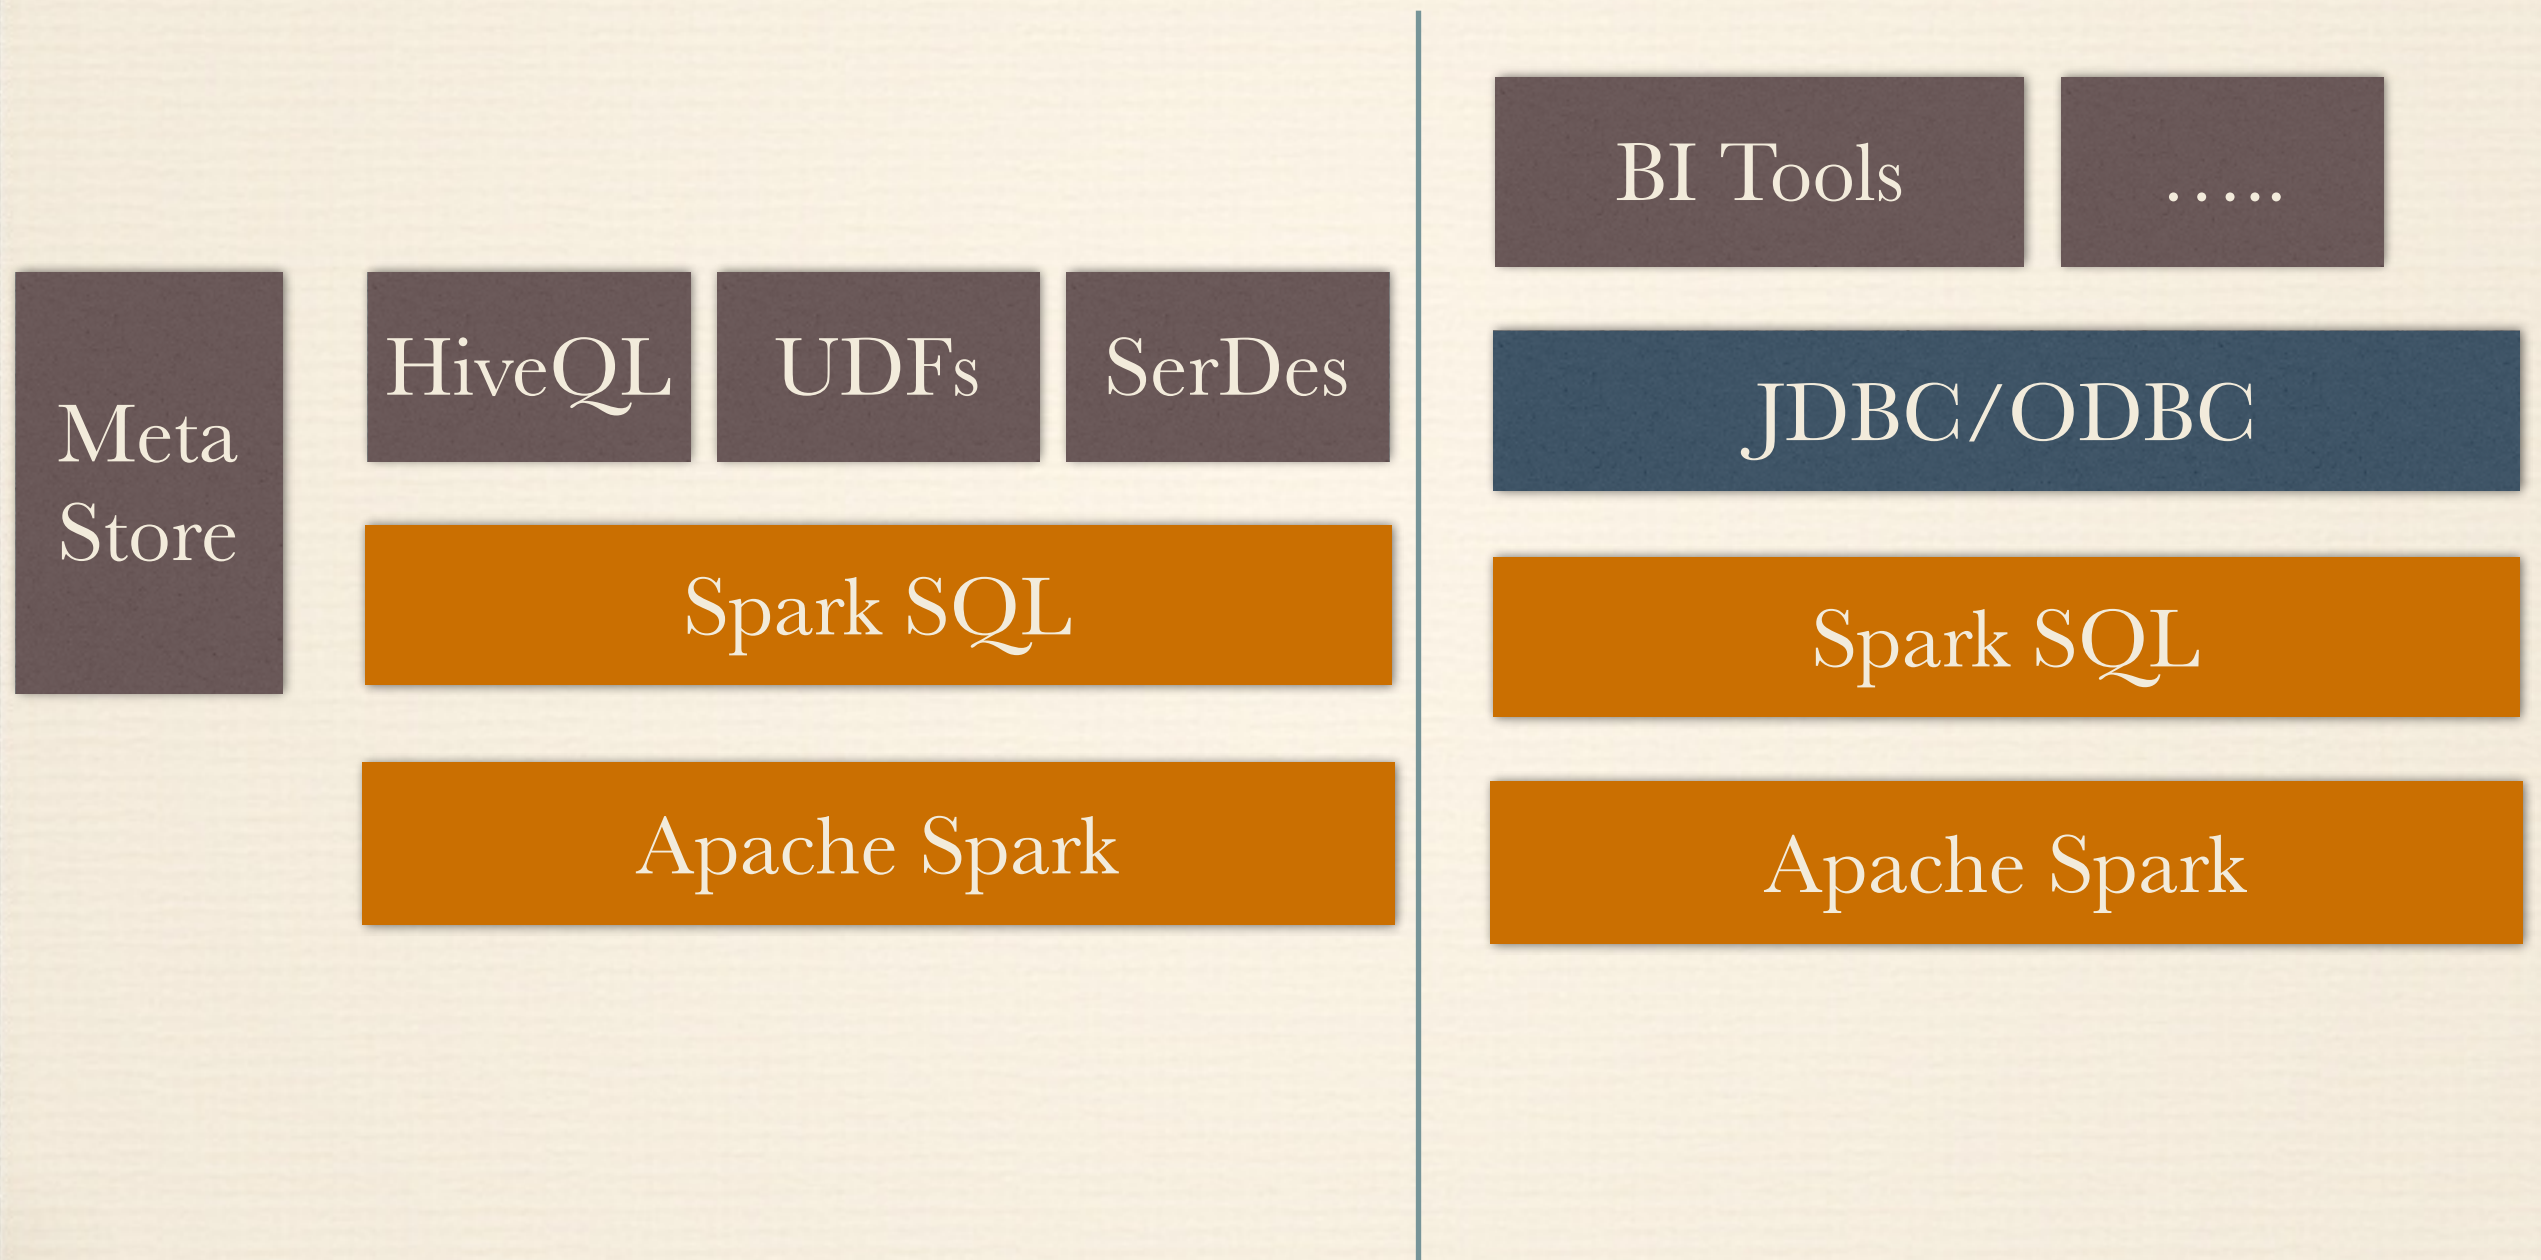 Meta
Store
HiveQL
UDFs
SerDes
Spark SQL
Apache Spark
BI Tools
.....
JDBC/ODBC
Spark SQL
Apache Spark